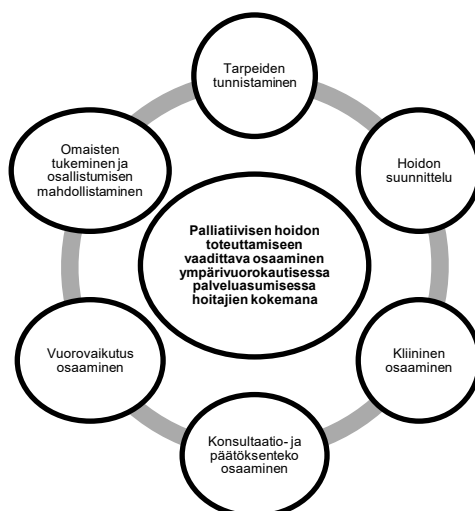 Tarpeiden
tunnistaminen
Omaisten
tukeminen ja
osallistumisen
mahdollistaminen
Hoidon
suunnittelu
Palliatiivisen hoidon
toteuttamiseen
vaadittava osaaminen
ympärivuorokautisessa
palveluasumisessa
hoitajien kokemana
Vuorovaikutus
osaaminen
Kliininen
osaaminen
Konsultaatio- ja
päätöksenteko
osaaminen